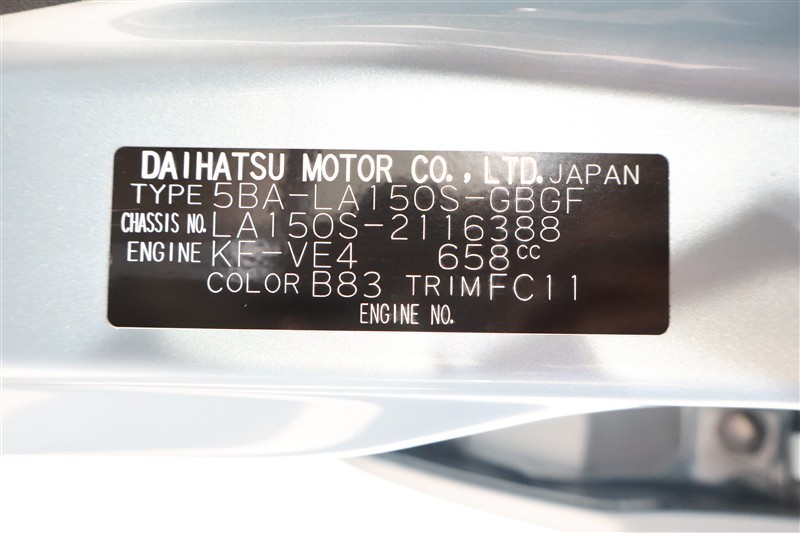 DAIHATSU MOTOR CO., LTD. JAPAN
TYPE 5BA-LA150S-GBGF
CHASSIS NO. LA150S-2116388
ENGINE KF-VE4 658cc
COLOR B83 TRIM FC11
ENGINE NO.